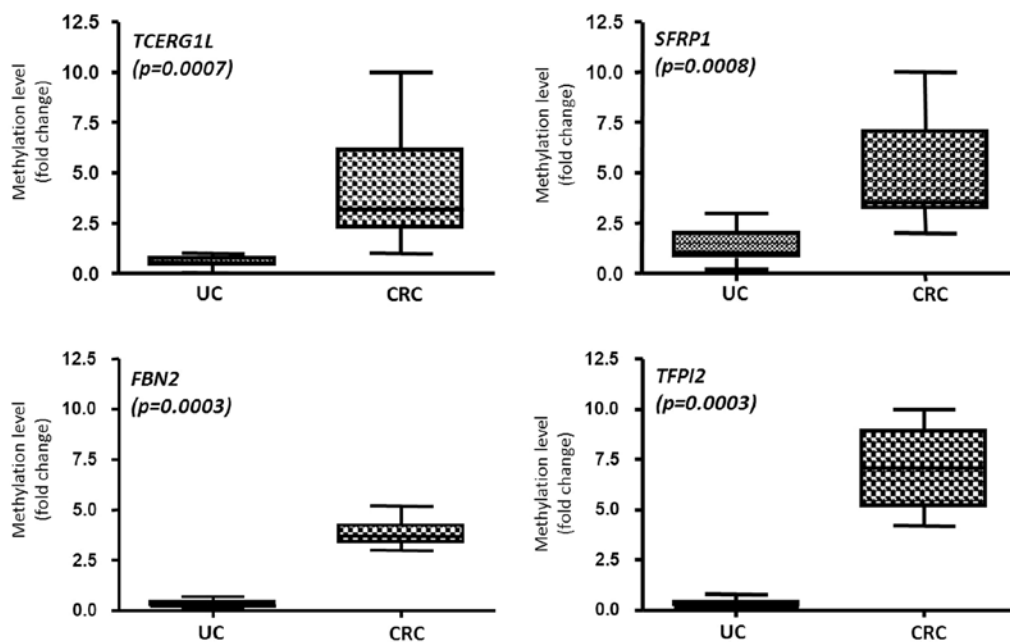 TCERG1L
(p=0.0007)
Methylation level
(fold change)
12.5
10.0
7.5
5.0
2.5
0.0
UC
CRC
SFRP1
(p=0.0008)
Methylation level
(fold change)
12.5
10.0
7.5
5.0
2.5
0.0
UC
CRC
FBN2
(p=0.0003)
Methylation level
(fold change)
12.5
10.0
7.5
5.0
2.5
0.0
UC
CRC
TFPI2
(p=0.0003)
Methylation level
(fold change)
12.5
10.0
7.5
5.0
2.5
0.0
UC
CRC